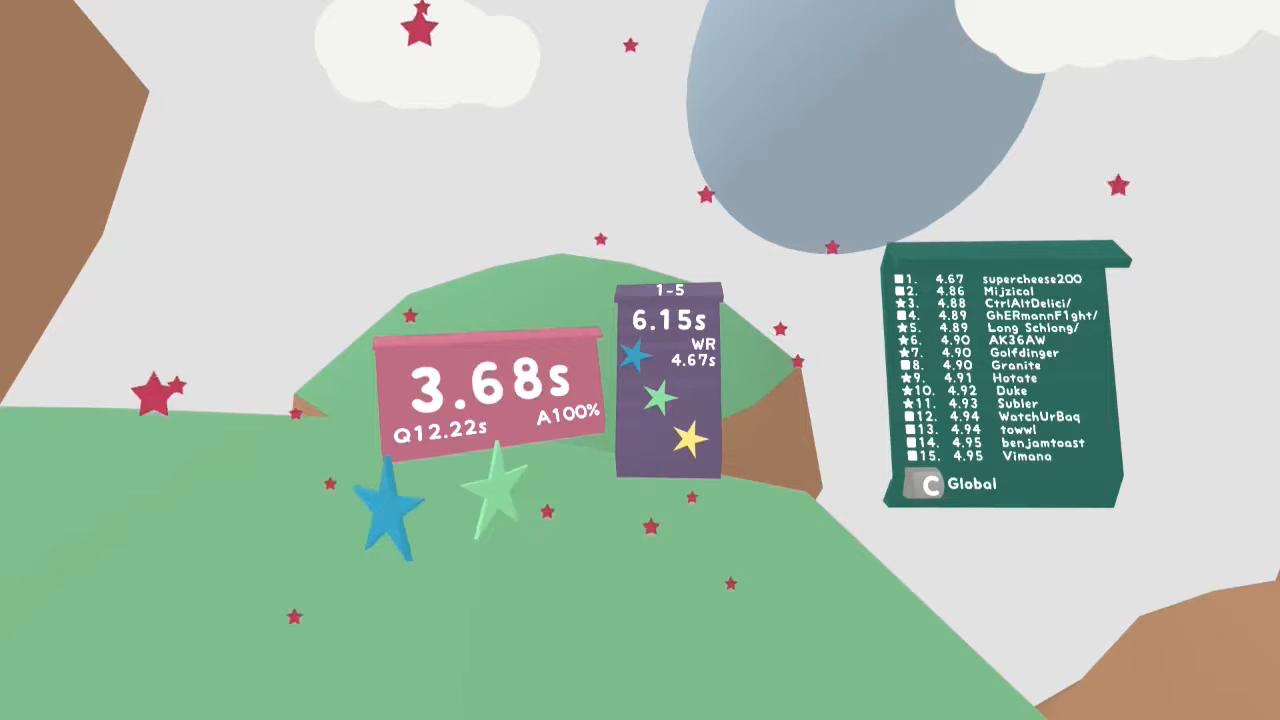 3.68s
Q12.22s
A100%
1-5
6.15s
WR
4.67s
1. 4.67 supercheese200
2. 4.86 Mijzical
3. 4.88 CtrlAltDelici/
4. 4.89 GhERmannF1ght/
5. 4.89 Long Schlong/
6. 4.90 AK36AW
7. 4.90 Golfdinger
8. 4.90 Granite
9. 4.91 Hotate
10. 4.92 Duke
11. 4.93 Subler
12. 4.94 WatchUrBaq
13. 4.94 towwl
14. 4.95 benjamtoast
15. 4.95 Vimana
C Global